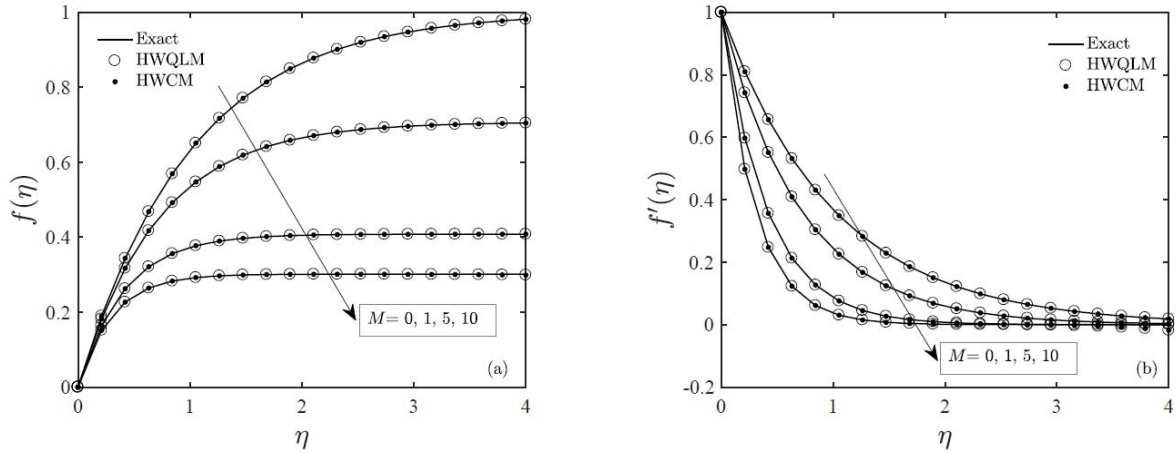 1
0.8
0.6
0.4
0.2
0
0
1
2
3
4
f(η)
η
Exact
HWQLM
HWCM
M= 0, 1, 5, 10
(a)
1
0.8
0.6
0.4
0.2
0
-0.2
0
1
2
3
4
f′(η)
η
Exact
HWQLM
HWCM
M= 0, 1, 5, 10
(b)